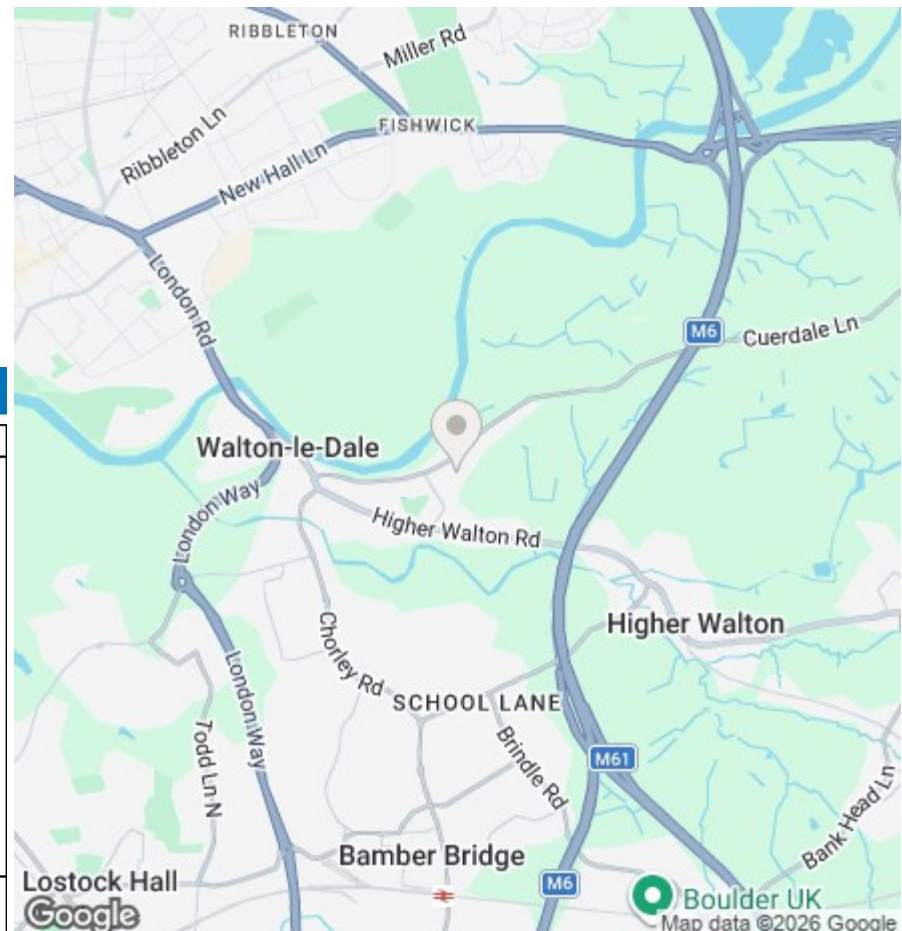 RIBBLETON
Miller Rd
Ribbleton Ln
FISHWICK
New Hall Ln
London Rd
M6
Cuerdale Ln
Walton-le-Dale
London Way
Higher Walton Rd
Higher Walton
Chorley Rd
London Way
SCHOOL LANE
Todd Ln N
Brindle Rd
M61
Bank Head Ln
Bamber Bridge
Lostock Hall
M6
Boulder UK
Google
Map data ©2026 Google